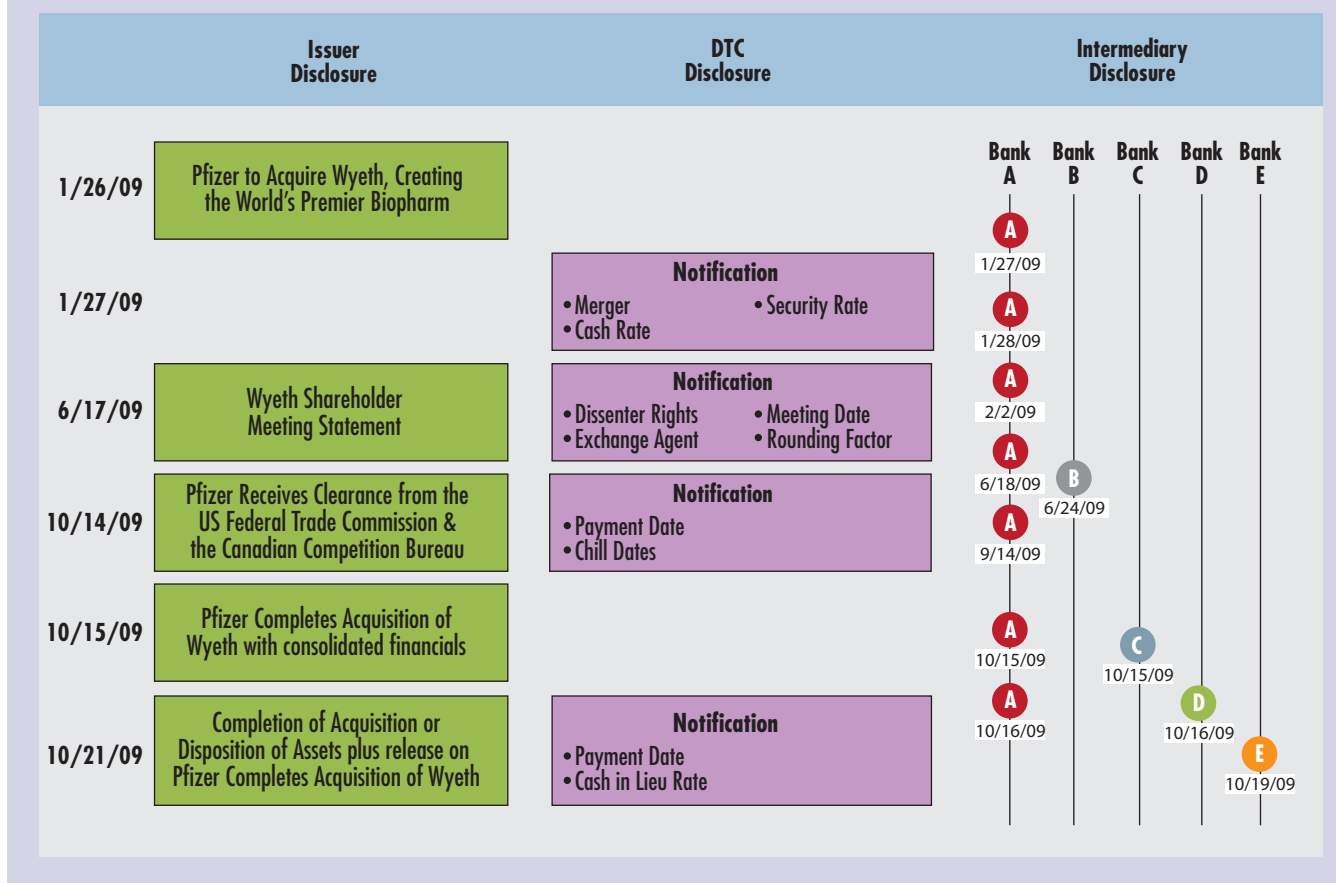 Issuer
Disclosure
DTC
Disclosure
Intermediary
Disclosure
Bank
A
Bank
B
Bank
C
Bank
D
Bank
E
1/26/09
Pfizer to Acquire Wyeth, Creating
the World's Premier Biopharm
A
1/27/09
1/27/09
Notification
• Merger
• Security Rate
• Cash Rate
A
1/28/09
6/17/09
Wyeth Shareholder
Meeting Statement
Notification
• Dissenter Rights
• Meeting Date
• Exchange Agent
• Rounding Factor
A
2/2/09
A
6/18/09
B
6/24/09
10/14/09
Pfizer Receives Clearance from the
US Federal Trade Commission &
the Canadian Competition Bureau
Notification
• Payment Date
• Chill Dates
A
9/14/09
10/15/09
Pfizer Completes Acquisition of
Wyeth with consolidated financials
A
10/15/09
C
10/15/09
10/21/09
Completion of Acquisition or
Disposition of Assets plus release on
Pfizer Completes Acquisition of Wyeth
Notification
• Payment Date
• Cash in Lieu Rate
A
10/16/09
D
10/16/09
E
10/19/09